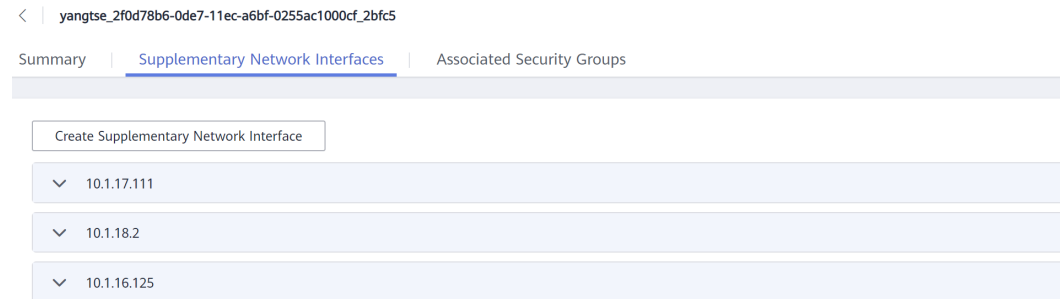 yangtse_2f0d78b6-0de7-11ec-a6bf-0255ac1000cf_2bfc5
Summary Supplementary Network Interfaces Associated Security Groups
Create Supplementary Network Interface
10.1.17.111
10.1.18.2
10.1.16.125